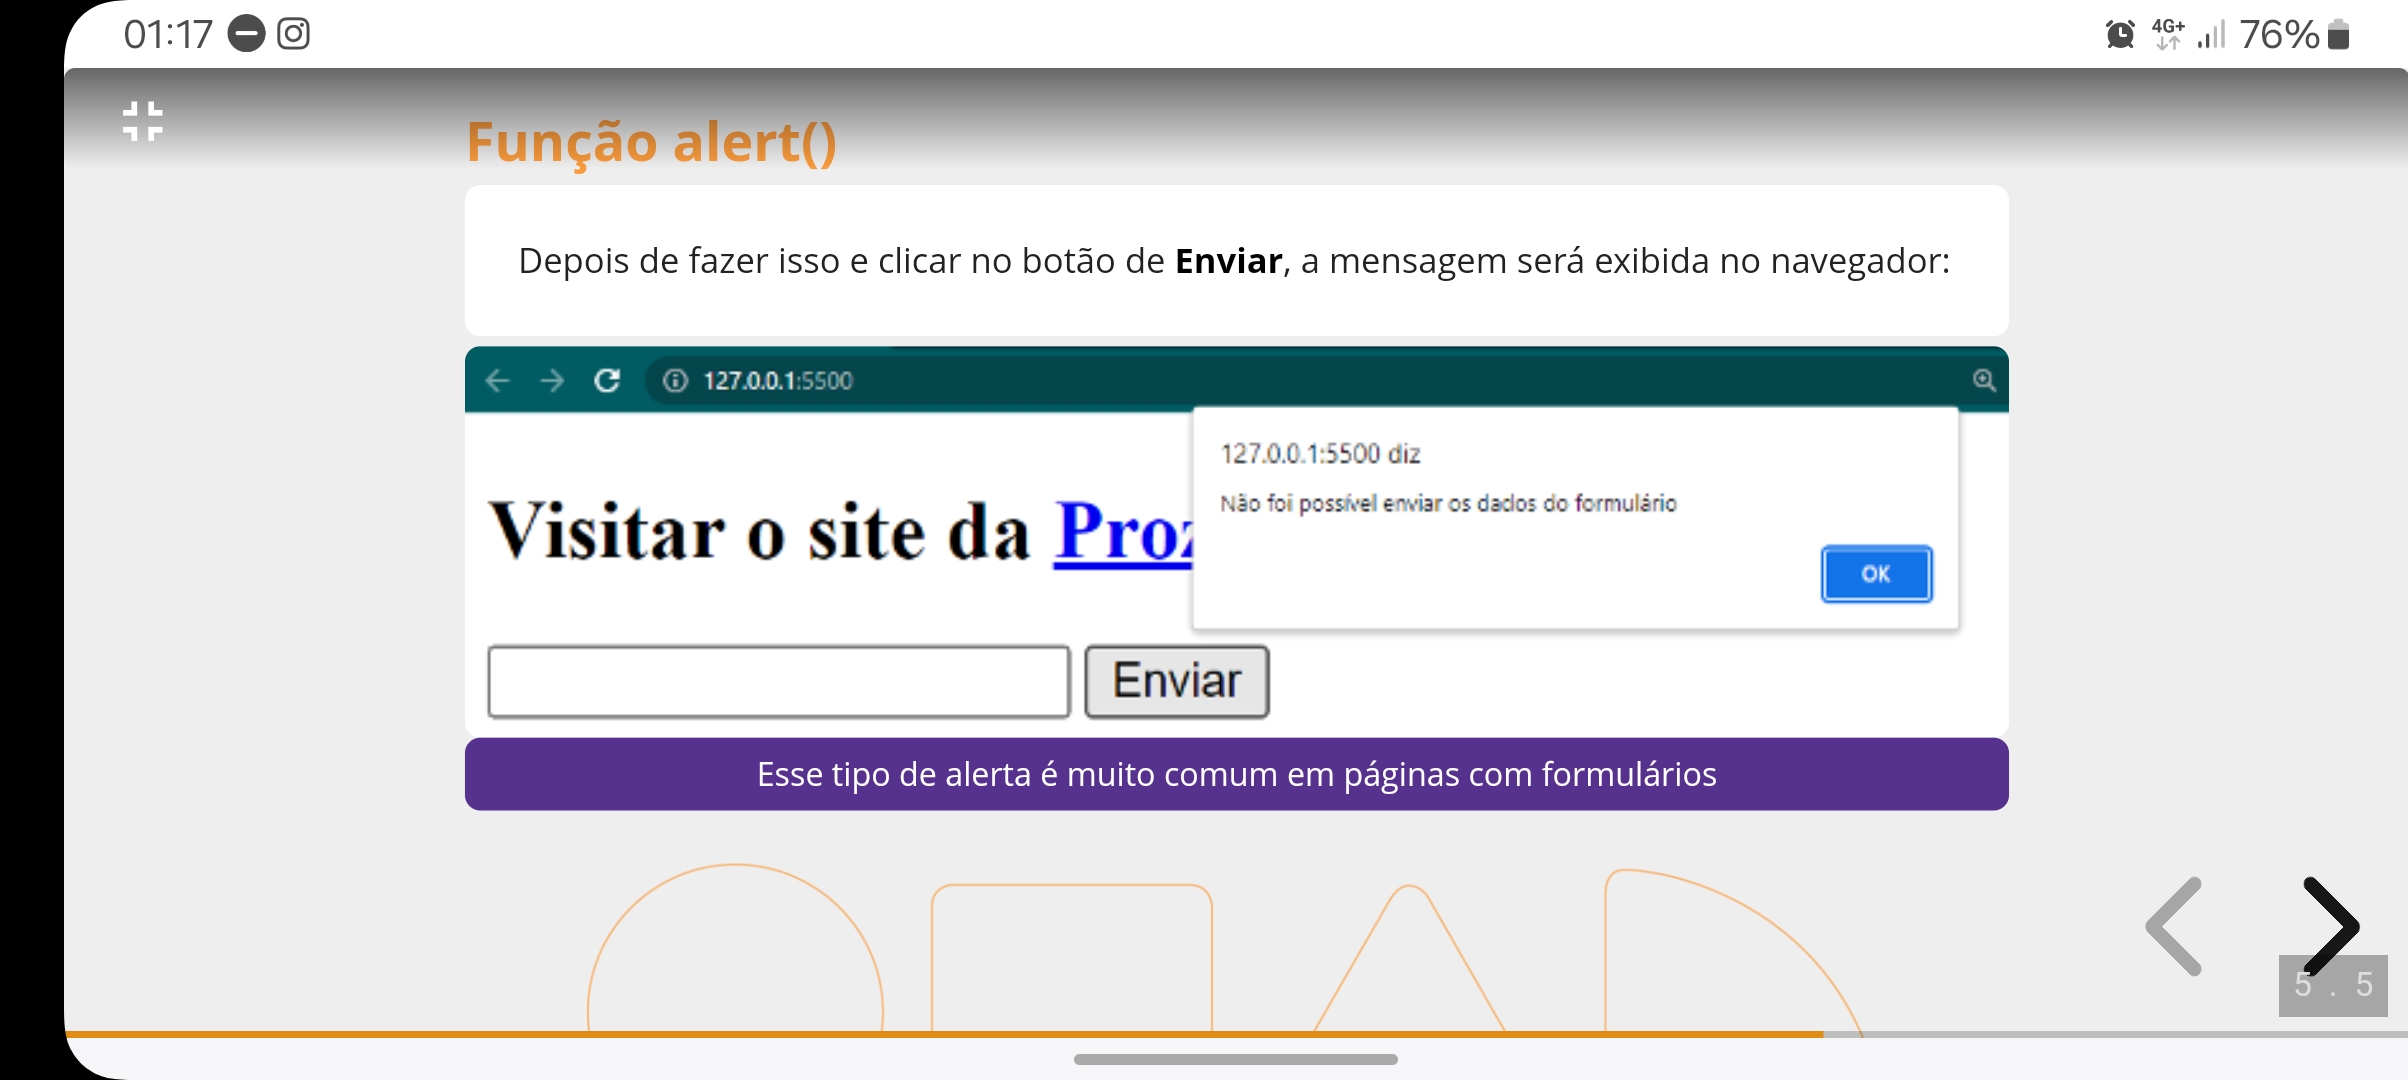 01:17
4G+
76%
Função alert()
Depois de fazer isso e clicar no botão de Enviar, a mensagem será exibida no navegador:
127.0.0.1:5500
127.0.0.1:5500 diz
Não foi possível enviar os dados do formulário
OK
Visitar o site da Proz
Enviar
Esse tipo de alerta é muito comum em páginas com formulários
5 . 5